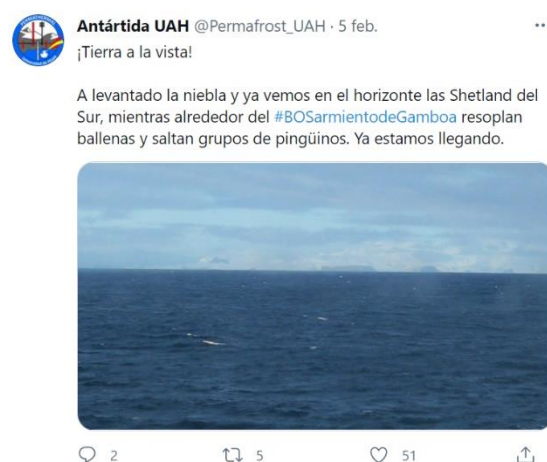 Antártida UAH @Permafrost_UAH · 5 feb.
¡Tierra a la vista!
A levantado la niebla y ya vemos en el horizonte las Shetland del
Sur, mientras alrededor del #BOSarmientodeGamboa resoplan
ballenas y saltan grupos de pingüinos. Ya estamos llegando.
2 5 51